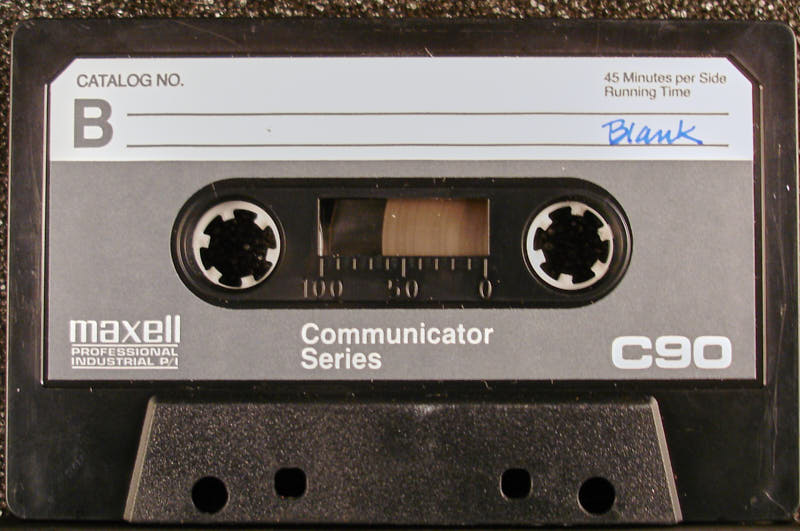 CATALOG NO.
45 Minutes per Side
Running Time
B
Blank
100 50 0
maxell
PROFESSIONAL
INDUSTRIAL P/I
Communicator
Series
C90